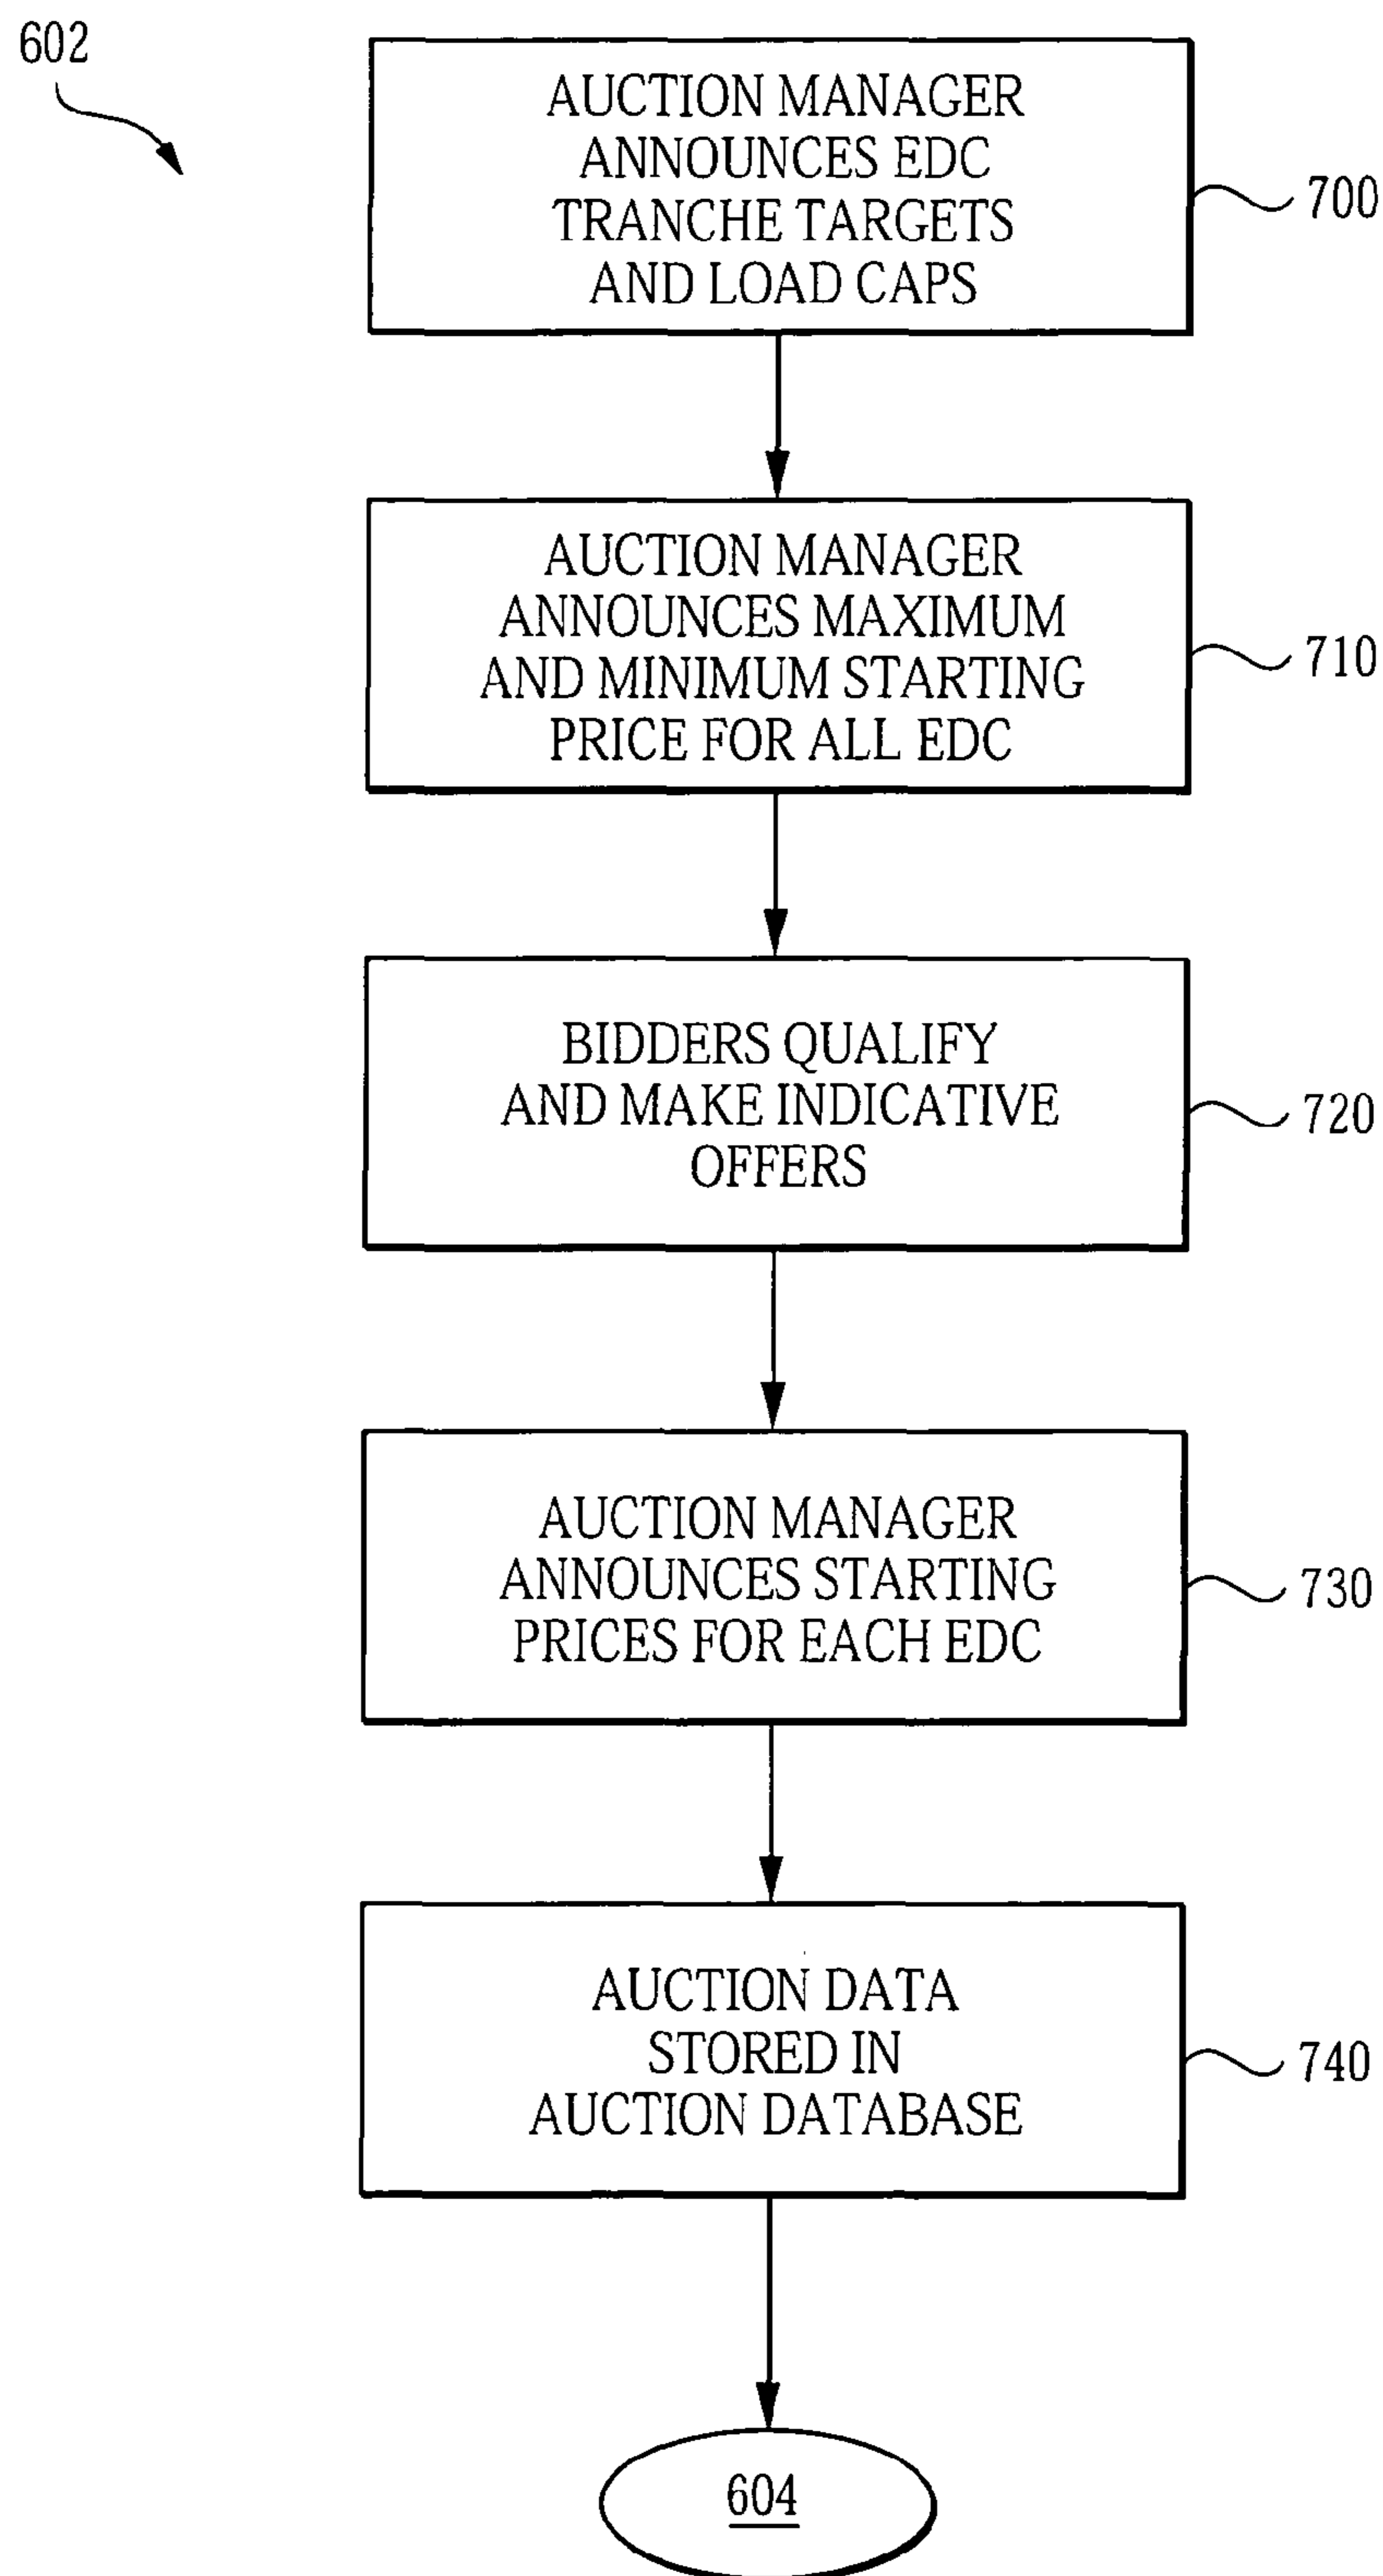 602
AUCTION MANAGER
ANNOUNCES EDC
TRANCHE TARGETS
AND LOAD CAPS
700
AUCTION MANAGER
ANNOUNCES MAXIMUM
AND MINIMUM STARTING
PRICE FOR ALL EDC
710
BIDDERS QUALIFY
AND MAKE INDICATIVE
OFFERS
720
AUCTION MANAGER
ANNOUNCES STARTING
PRICES FOR EACH EDC
730
AUCTION DATA
STORED IN
AUCTION DATABASE
740
604